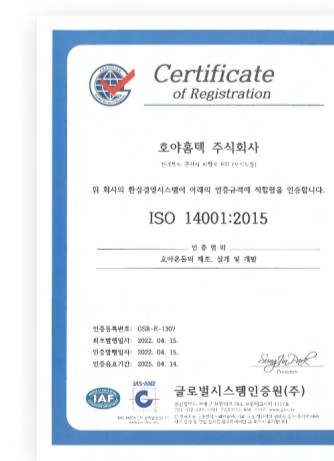 Certificate
of Registration
호야홈텍 주식회사
위 회사의 환경경영시스템이 아래의 인증규격에 적합함을 인증합니다.
ISO 14001:2015
인 증 범 위
호야온돌의 제조, 설계 및 개발
인증등록번호: GSR-E-1307
최초발행일자: 2022. 04. 15.
인증발행일자: 2022. 04. 15.
인증유효기간: 2025. 04. 14.
SungJin Park
President
IAF
JAS-ANZ
글로벌시스템인증원(주)